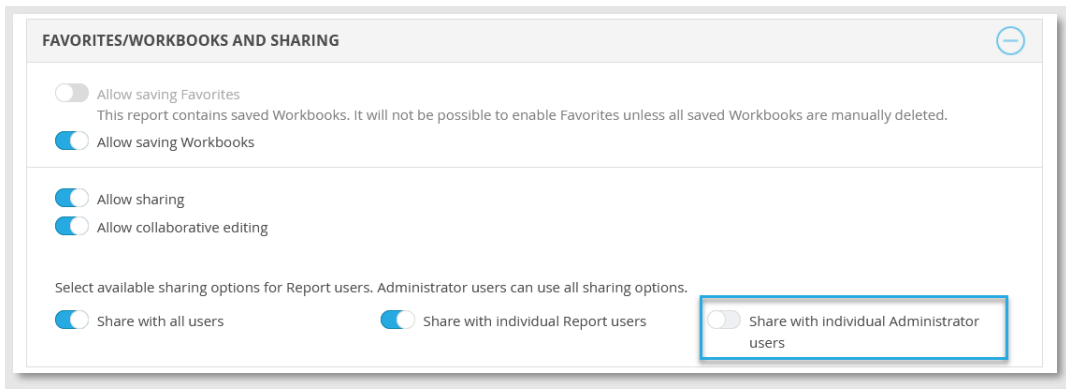 FAVORITES/WORKBOOKS AND SHARING
Allow saving Favorites
This report contains saved Workbooks. It will not be possible to enable Favorites unless all saved Workbooks are manually deleted.
Allow saving Workbooks
Allow sharing
Allow collaborative editing
Select available sharing options for Report users. Administrator users can use all sharing options.
Share with all users
Share with individual Report users
Share with individual Administrator
users